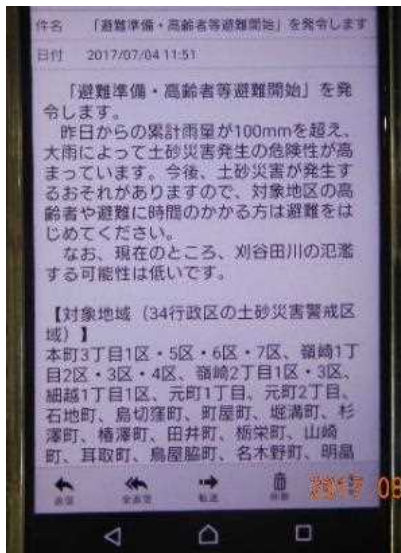 件名 「避難準備・高齢者等避難開始」を発令します
日付 2017/07/04 11:51
「避難準備・高齢者等避難開始」を発
令します。
昨日からの累計雨量が100mmを超え、
大雨によって土砂災害発生の危険性が高
まっています。今後、土砂災害が発生す
るおそれがありますので、対象地区の高
齢者や避難に時間のかかる方は避難をは
じめてください。
なお、現在のところ、刈谷田川の氾濫
する可能性は低いです。
【対象地域（34行政区の土砂災害警戒区
域）】
本町3丁目1区・5区・6区・7区、嶺崎1丁
目2区・3区・4区、嶺崎2丁目1区・3区、
細越1丁目1区、元町1丁目、元町2丁目、
石地町、島切窪町、町屋町、堀溝町、杉
澤町、椿澤町、田井町、栃栄町、山崎
町、耳取町、鳥屋脇町、名木野町、明晶
返信 全返信 転送 削除
2017 08